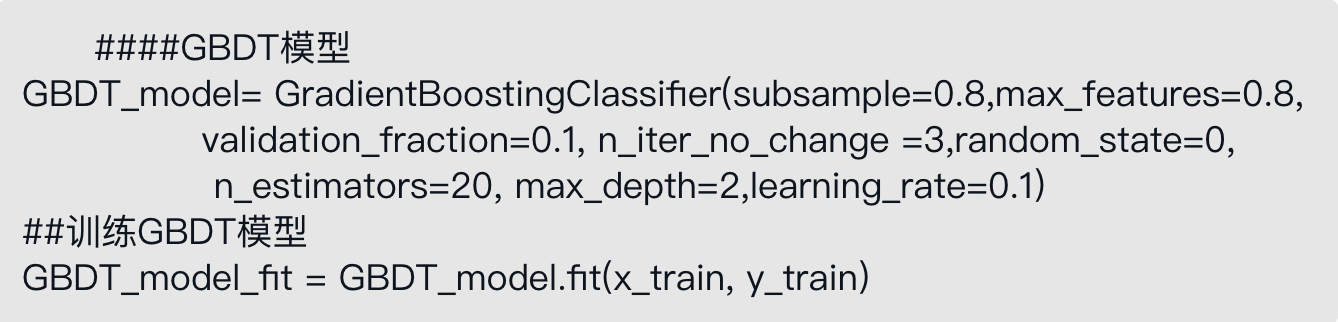 ####GBDT模型
GBDT_model= GradientBoostingClassifier(subsample=0.8,max_features=0.8,
validation_fraction=0.1, n_iter_no_change =3,random_state=0,
n_estimators=20, max_depth=2,learning_rate=0.1)
##训练GBDT模型
GBDT_model_fit = GBDT_model.fit(x_train, y_train)